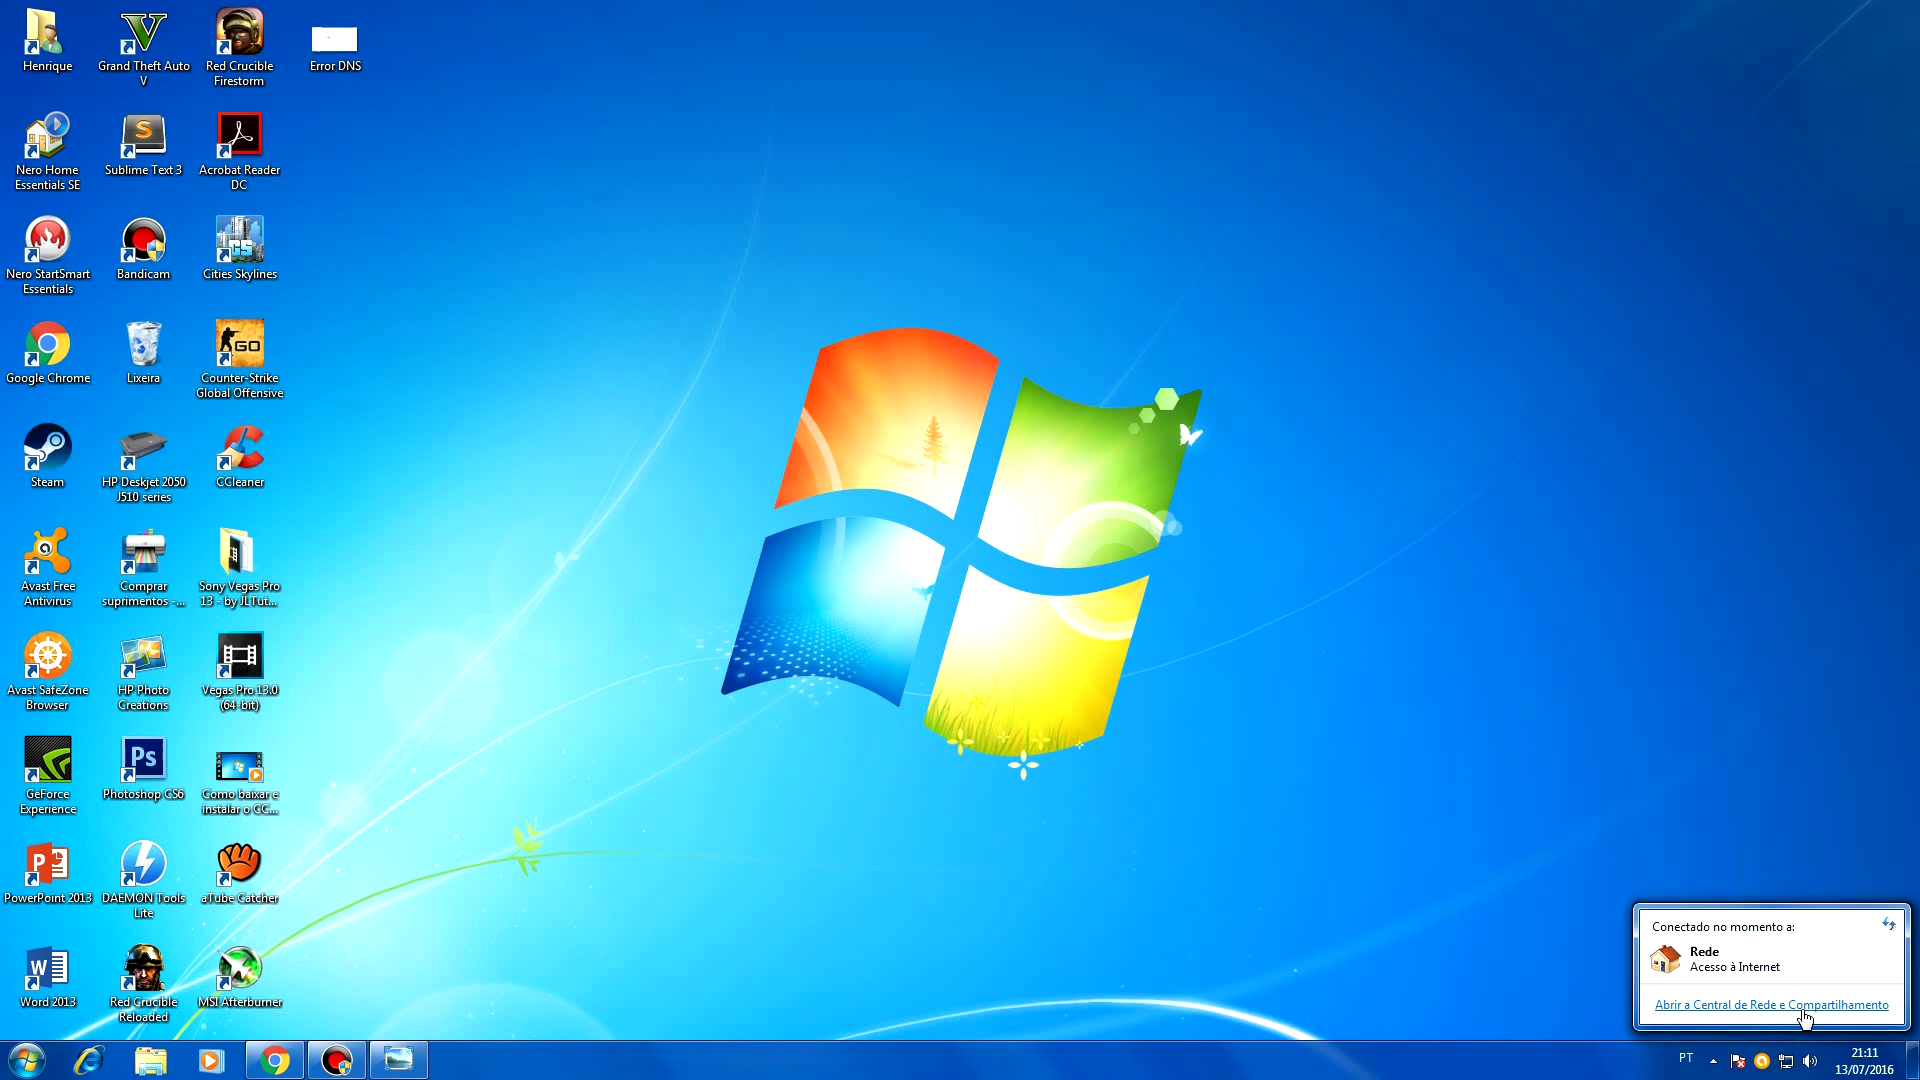 Henrique
Grand Theft Auto
V
Red Crucible
Firestorm
Error DNS
Nero Home
Essentials SE
Sublime Text 3
Acrobat Reader
DC
Nero StartSmart
Essentials
Bandicam
Cities Skylines
CS
Google Chrome
Lixeira
Counter-Strike
Global Offensive
GO
Steam
HP Deskjet 2050
J510 series
CCleaner
Avast Free
Antivirus
Comprar
suprimentos -...
Sony Vegas Pro
13 - by JLTut...
Avast SafeZone
Browser
HP Photo
Creations
Vegas Pro 13.0
(64-bit)
GeForce
Experience
Ps
Photoshop CS6
Como baixar e
instalar o CC...
PowerPoint 2013
DAEMON Tools
Lite
aTube Catcher
Word 2013
Red Crucible
Reloaded
MSI Afterburner
Conectado no momento a:
Rede
Acesso à Internet
Abrir a Central de Rede e Compartilhamento
PT
21:11
13/07/2016